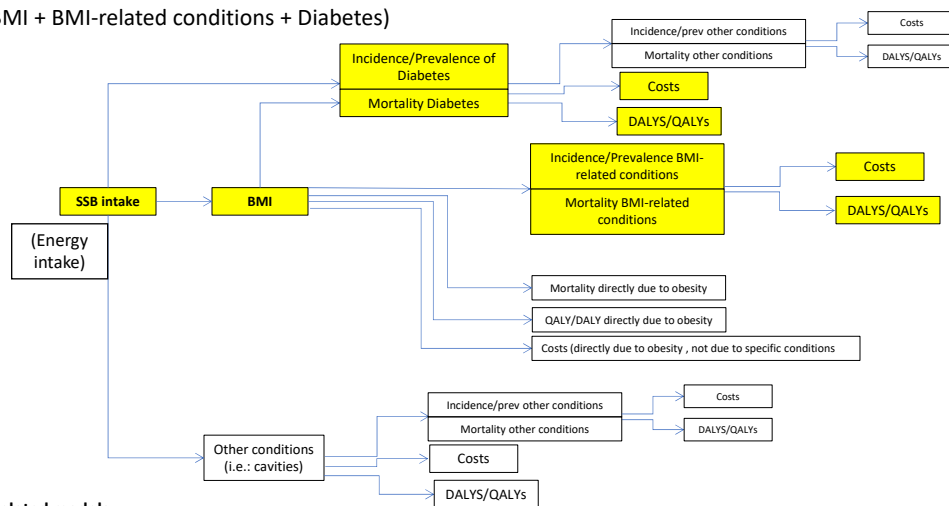 BMI + BMI-related conditions + Diabetes)
Incidence/Prevalence of
Diabetes
Mortality Diabetes
Incidence/prev other conditions
Mortality other conditions
Costs
DALYS/QALYs
Costs
DALYS/QALYs
SSB intake
(Energy
intake)
BMI
Incidence/Prevalence BMI-
related conditions
Mortality BMI-related
conditions
Costs
DALYS/QALYs
Mortality directly due to obesity
QALY/DALY directly due to obesity
Costs (directly due to obesity , not due to specific conditions
Other conditions
(i.e.: cavities)
Incidence/prev other conditions
Mortality other conditions
Costs
DALYS/QALYs
Costs
DALYS/QALYs